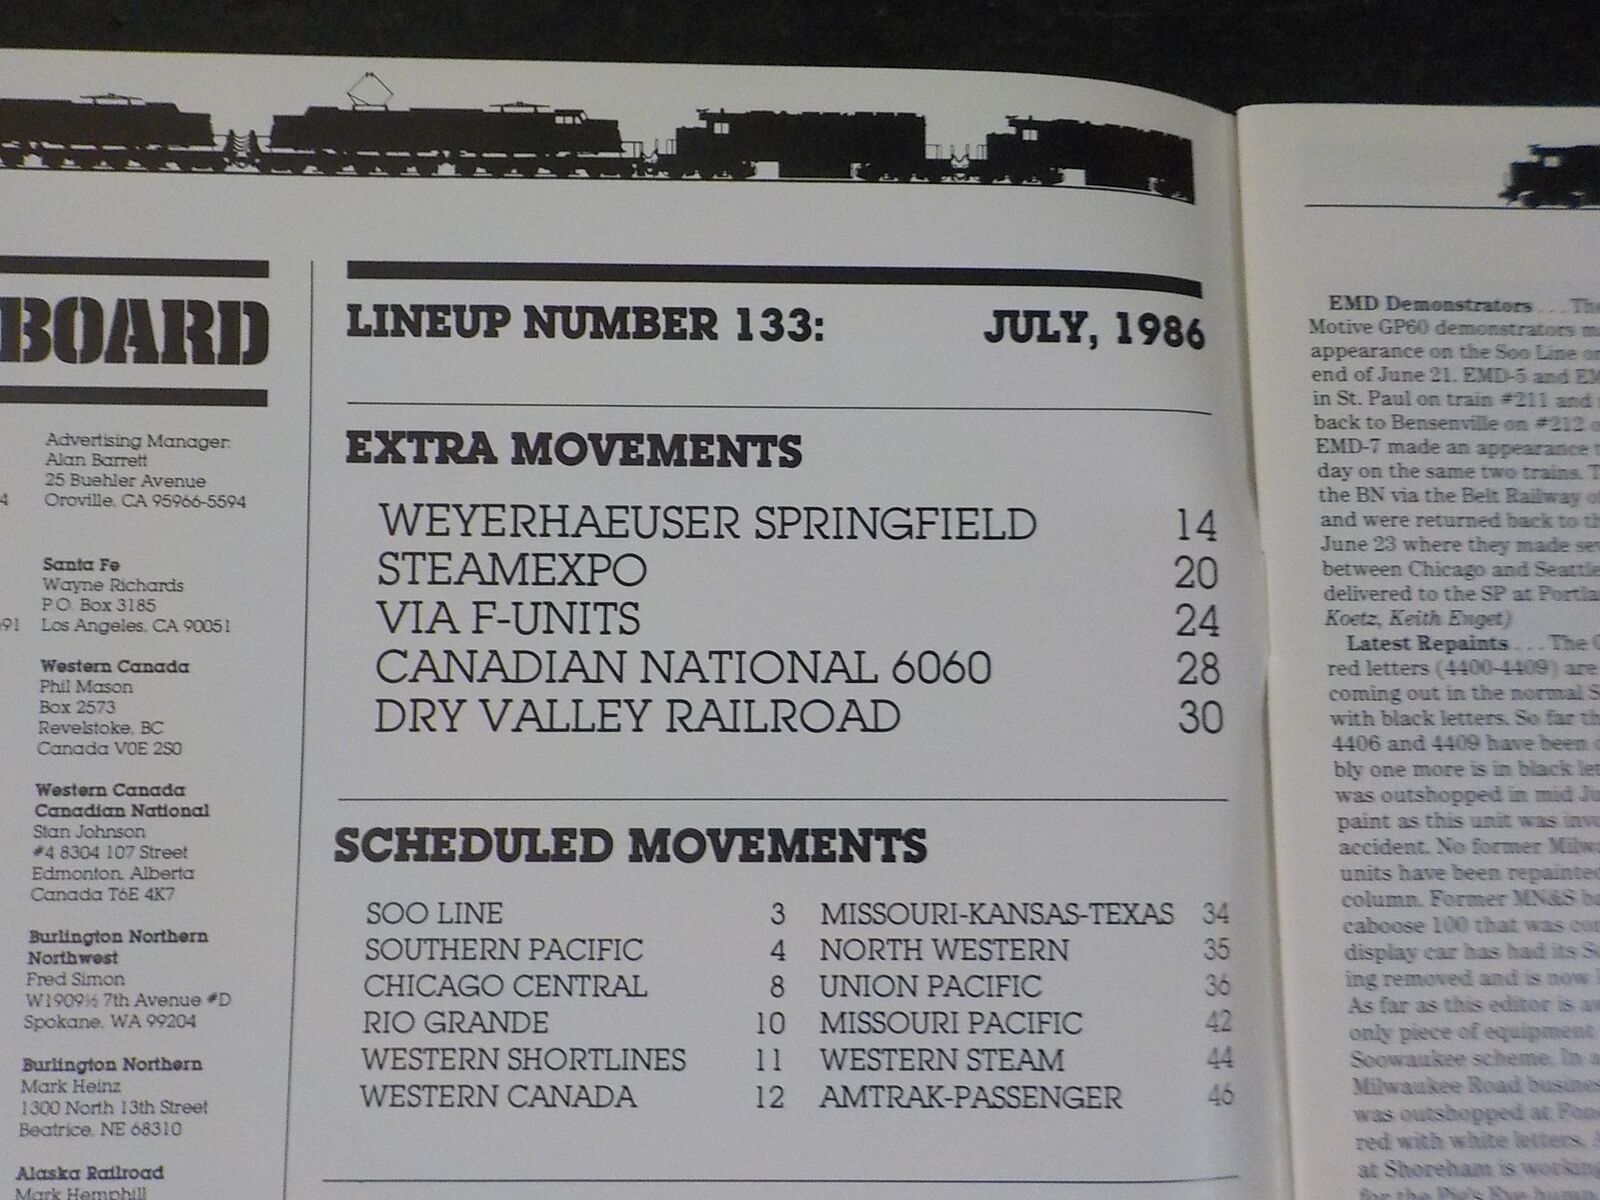 BOARD
Advertising Manager:
Alan Barrett
25 Buehler Avenue
Oroville, CA 95966-5594
Santa Fe
Wayne Richards
P.O. Box 3185
Los Angeles, CA 90051
Western Canada
Phil Mason
Box 2573
Revelstoke, BC
Canada V0E 2S0
Western Canada
Canadian National
Stan Johnson
#4 8304 107 Street
Edmonton, Alberta
Canada T6E 4K7
Burlington Northern
Northwest
Fred Simon
W1909½ 7th Avenue #D
Spokane, WA 99204
Burlington Northern
Mark Heinz
1300 North 13th Street
Beatrice, NE 68310
Alaska Railroad
Mark Hemphill
LINEUP NUMBER 133: JULY, 1986
EXTRA MOVEMENTS
WEYERHAEUSER SPRINGFIELD 14
STEAMEXPO 20
VIA F-UNITS 24
CANADIAN NATIONAL 6060 28
DRY VALLEY RAILROAD 30
SCHEDULED MOVEMENTS
SOO LINE 3
SOUTHERN PACIFIC 4
CHICAGO CENTRAL 8
RIO GRANDE 10
WESTERN SHORTLINES 11
WESTERN CANADA 12
MISSOURI-KANSAS-TEXAS 34
NORTH WESTERN 35
UNION PACIFIC 36
MISSOURI PACIFIC 42
WESTERN STEAM 44
AMTRAK-PASSENGER 46
EMD Demonstrators . . . The
Motive GP60 demonstrators
appearance on the Soo Line
end of June 21. EMD-5 and
in St. Paul on train #211 and
back to Bensenville on #212
EMD-7 made an appearance
day on the same two trains.
the BN via the Belt Railway
and were returned back to
June 23 where they made
between Chicago and Seattle
delivered to the SP at
Koetz, Keith Enget)
Latest Repaints . . . The
red letters (4400-4409) are
coming out in the normal
with black letters. So far
4406 and 4409 have been
bly one more is in black
was outshopped in mid
paint as this unit was
accident. No former
units have been repainted
column. Former MN&S
caboose 100 that was
display car has had its
ing removed and is now
As far as this editor is
only piece of equipment
Soowaukee scheme. In
Milwaukee Road
was outshopped at
red with white letters.
at Shoreham is working